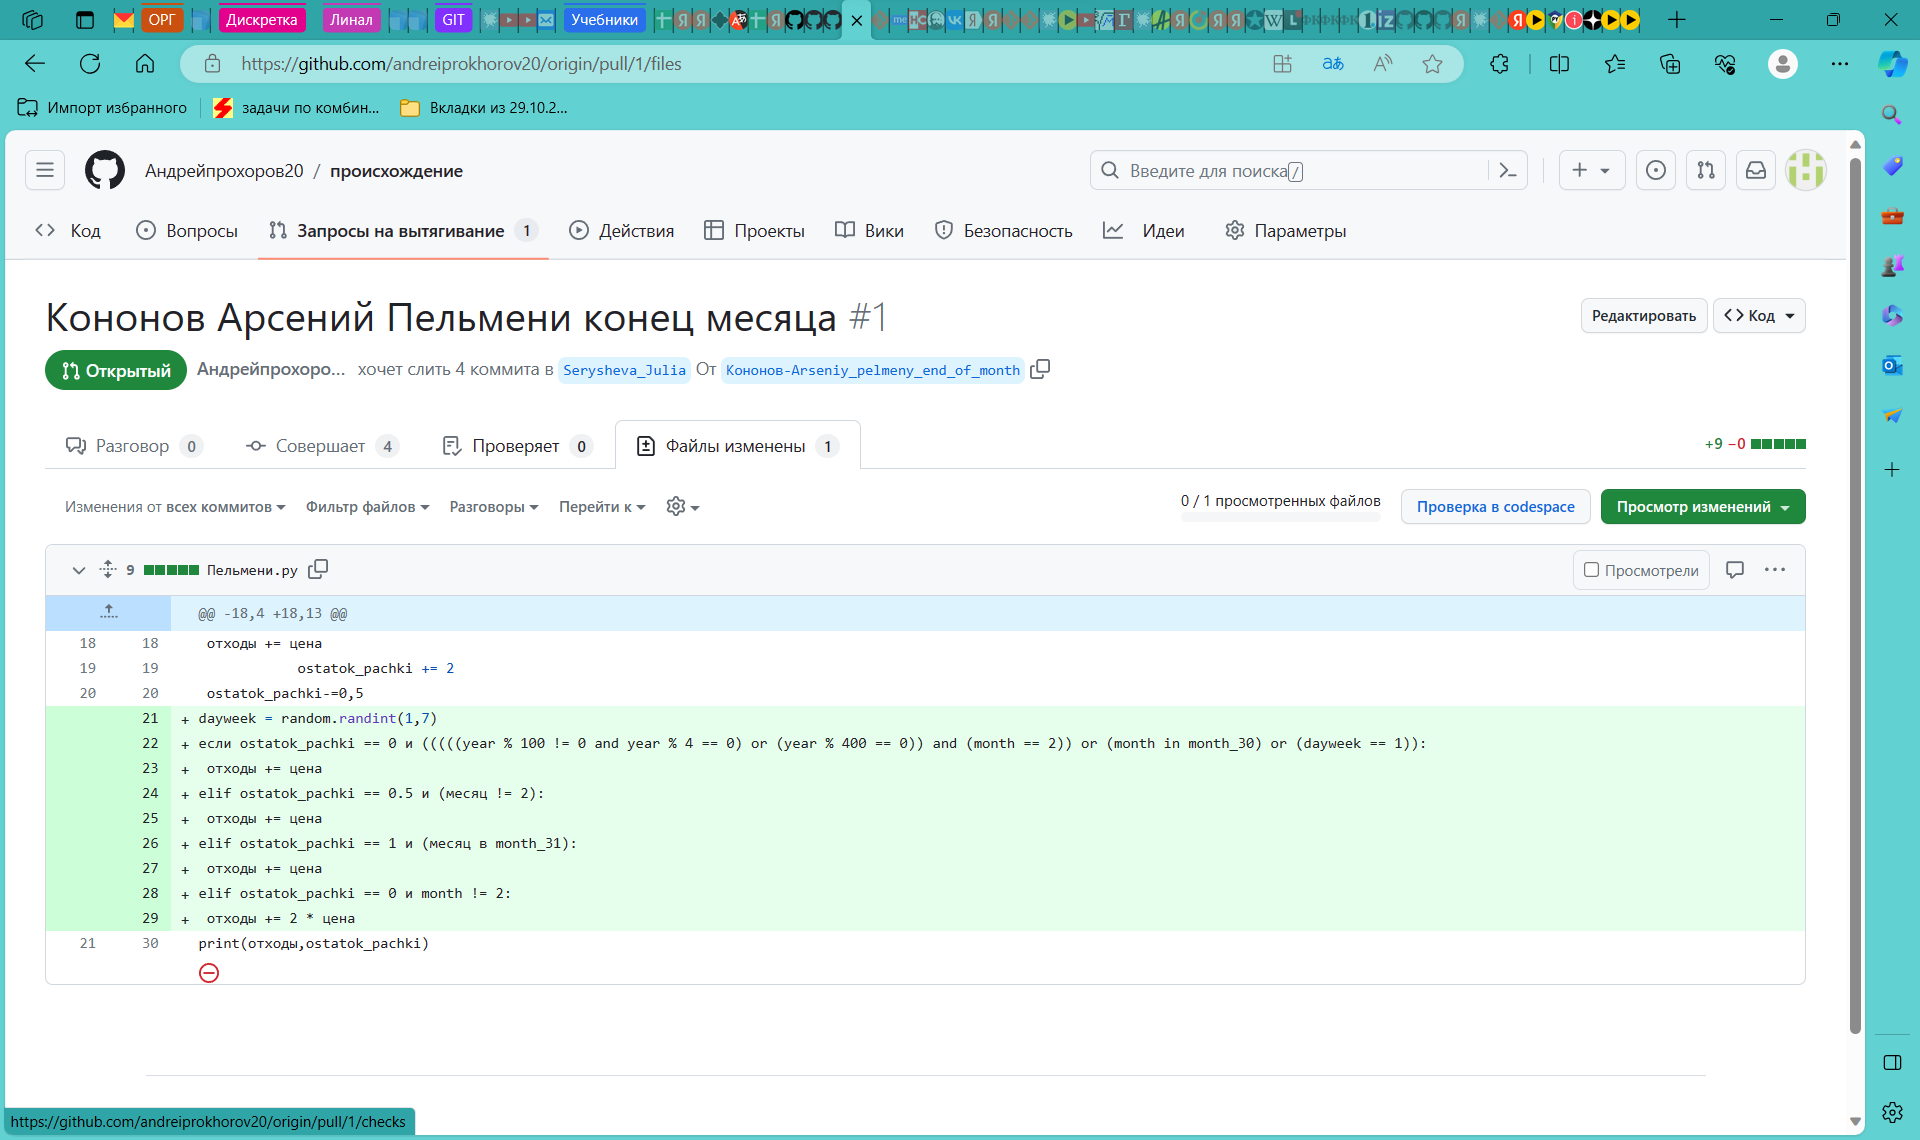 ОРГ
Дискретка
Линал
GIT
Учебники
https://github.com/andreiprokhorov20/origin/pull/1/files
Импорт избранного
задачи по комбин...
Вкладки из 29.10.2...
Андрейпрохоров20 / происхождение
Введите для поиска /
Код
Вопросы
Запросы на вытягивание 1
Действия
Проекты
Вики
Безопасность
Идеи
Параметры
Кононов Арсений Пельмени конец месяца #1
Редактировать
Код
Открытый
Андрейпрохоро... хочет слить 4 коммита в Serysheva_Julia От Кононов-Arseniy_pelmeny_end_of_month
Разговор 0
Совершает 4
Проверяет 0
Файлы изменены 1
+9 −0
Изменения от всех коммитов
Фильтр файлов
Разговоры
Перейти к
0 / 1 просмотренных файлов
Проверка в codespace
Просмотр изменений
9 Пельмени.py
Просмотрели
@@ -18,4 +18,13 @@
18 18 отходы += цена
19 19 ostatok_pachki += 2
20 20 ostatok_pachki-=0,5
21 + dayweek = random.randint(1,7)
22 + если ostatok_pachki == 0 и (((((year % 100 != 0 and year % 4 == 0) or (year % 400 == 0)) and (month == 2)) or (month in month_30) or (dayweek == 1)):
23 + отходы += цена
24 + elif ostatok_pachki == 0.5 и (месяц != 2):
25 + отходы += цена
26 + elif ostatok_pachki == 1 и (месяц в month_31):
27 + отходы += цена
28 + elif ostatok_pachki == 0 и month != 2:
29 + отходы += 2 * цена
21 30 print(отходы,ostatok_pachki)
https://github.com/andreiprokhorov20/origin/pull/1/checks